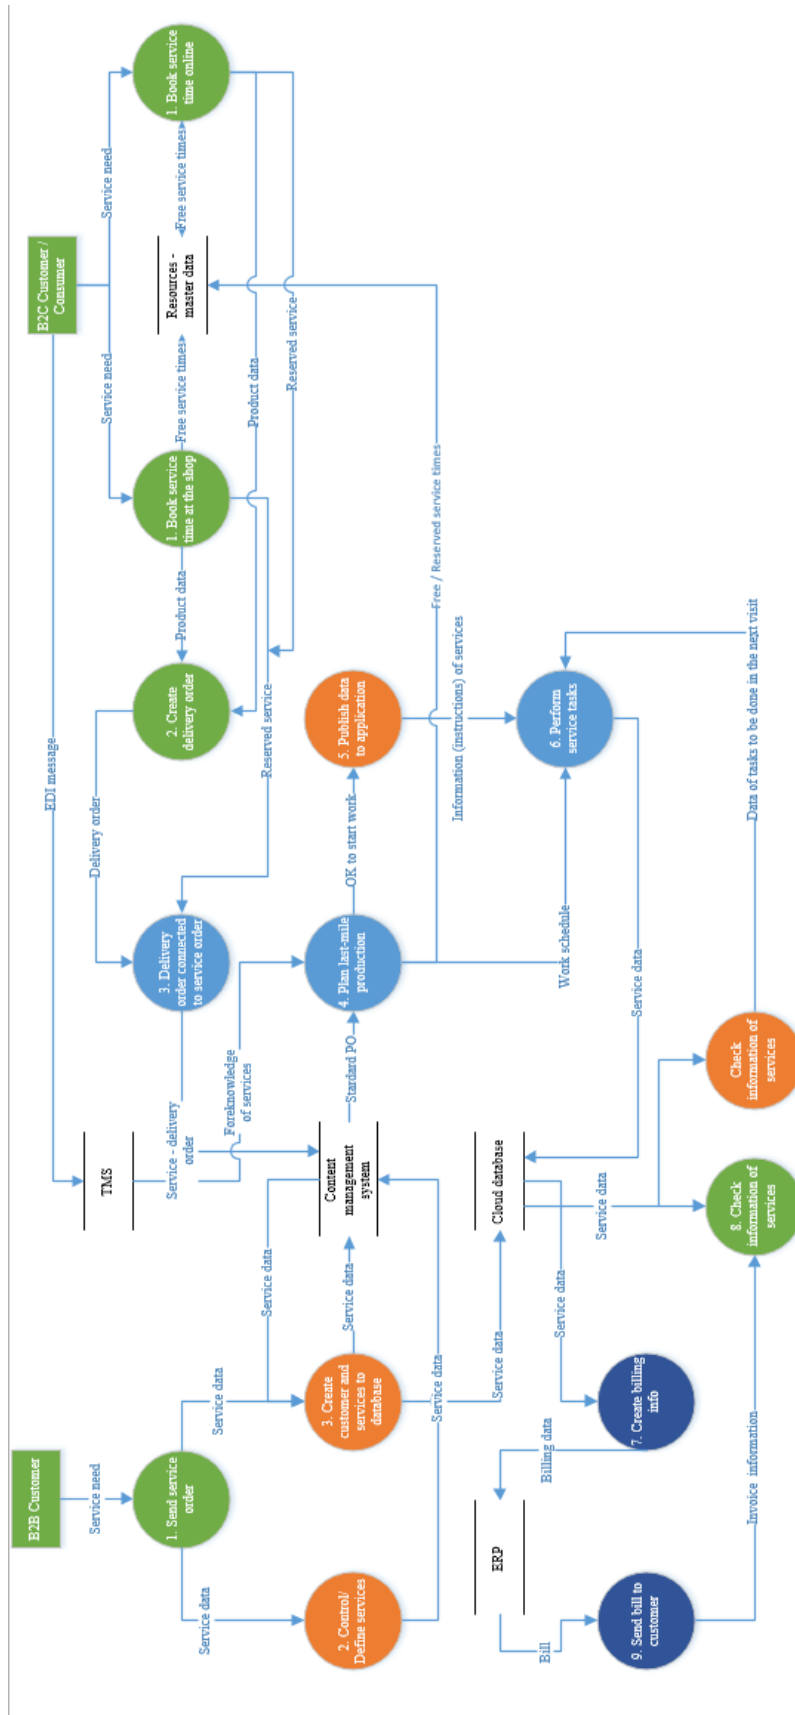 B2B Customer
Service need
1. Send service
order
Service data
2. Control/
Define services
Service data
3. Create
customer and
services to
database
Service data
Service data
Service data
Service data
B2C Customer /
Consumer
EDI message
Service need
Service need
1. Book service
time at the shop
1. Book service
time online
Free service times
Resources -
master data
Free service times
Product data
Product data
Reserved service
Reserved service
2. Create
delivery order
Delivery order
3. Delivery
order connected
to service order
TMS
Service - delivery
order
Foreknowledge
of services
Content
management
system
Stardard PO
4. Plan last-mile
production
OK to start work
5. Publish data
to application
Free / Reserved service times
Information (instructions) of services
Work schedule
6. Perform
service tasks
Service data
Cloud database
Service data
Service data
7. Create billing
info
Billing data
ERP
Bill
9. Send bill to
customer
Invoice information
8. Check
information of
services
Check
information of
services
Data of tasks to be done in the next visit